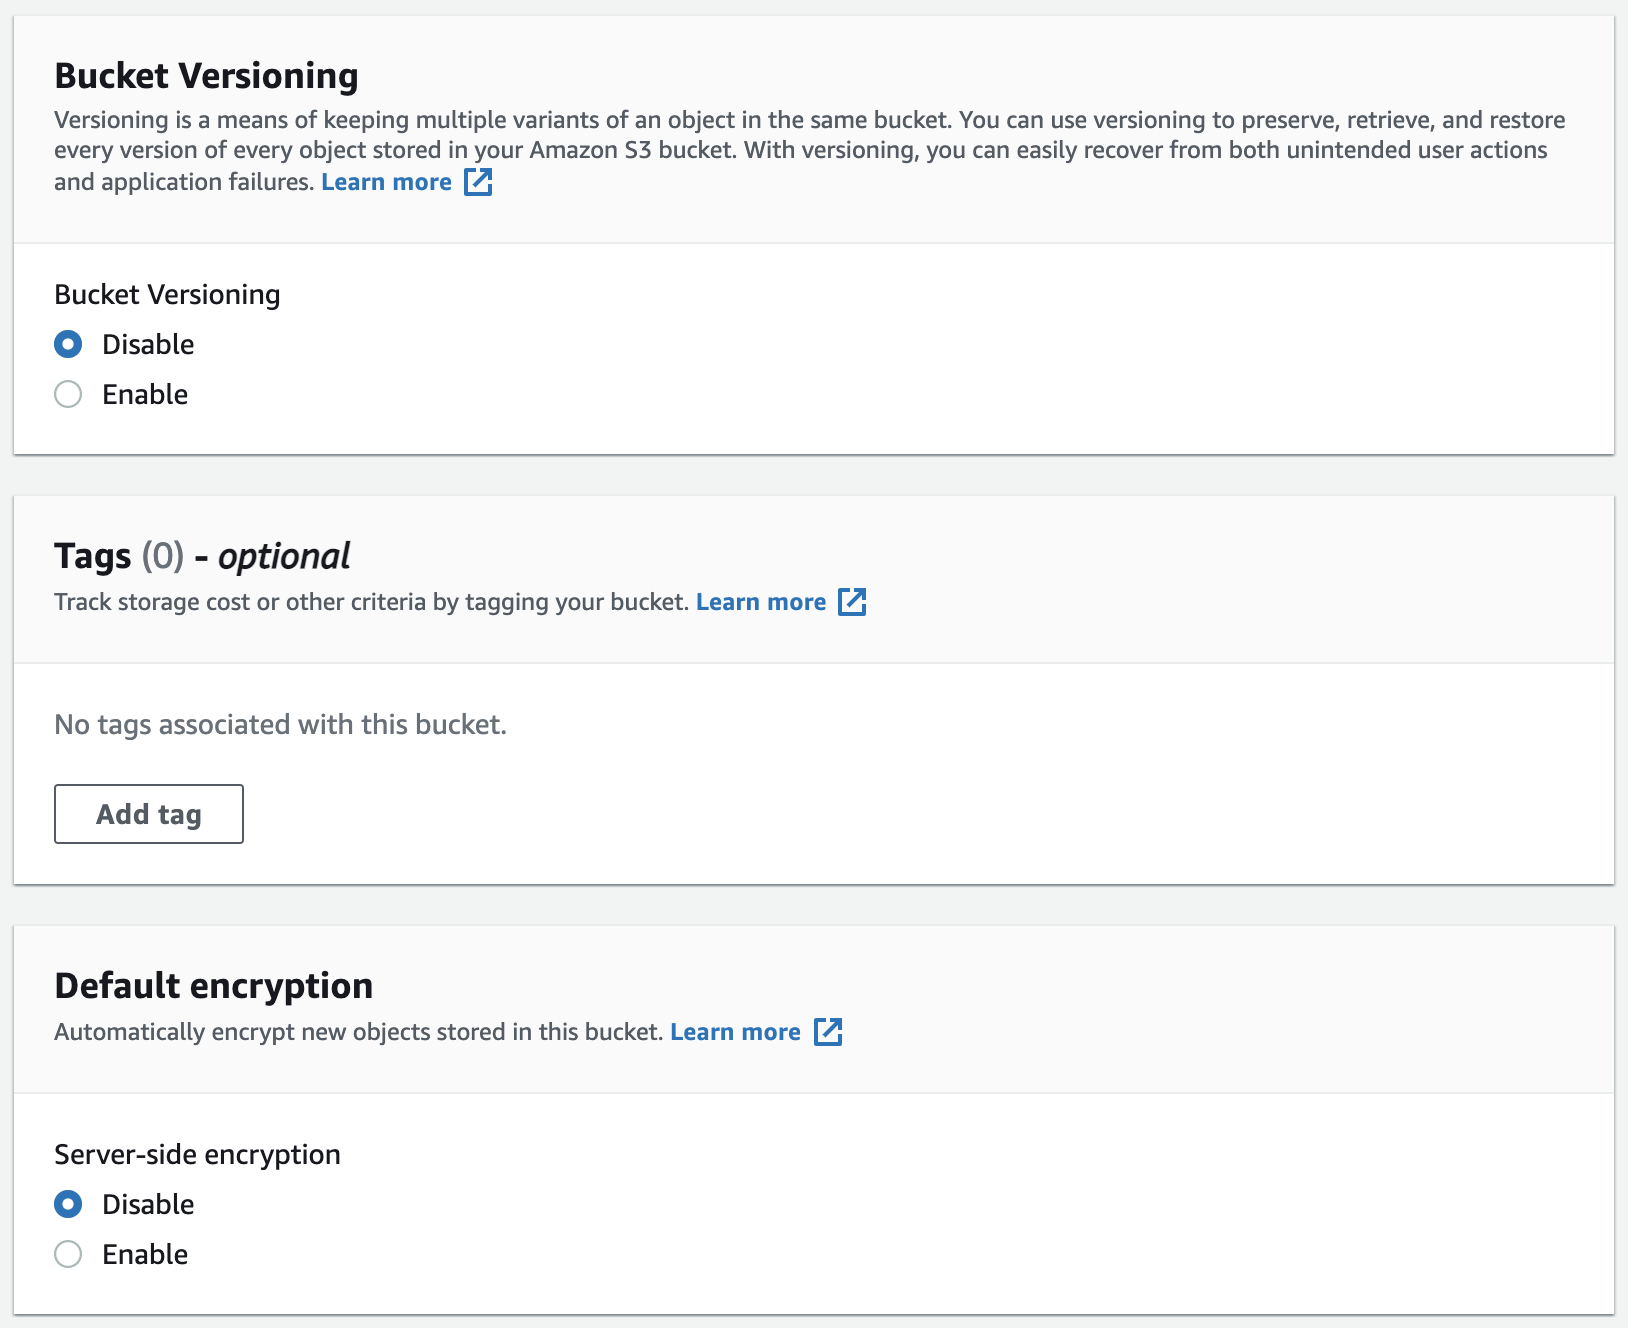 Bucket Versioning
Versioning is a means of keeping multiple variants of an object in the same bucket. You can use versioning to preserve, retrieve, and restore
every version of every object stored in your Amazon S3 bucket. With versioning, you can easily recover from both unintended user actions
and application failures. Learn more
Bucket Versioning
Disable
Enable
Tags (0) - optional
Track storage cost or other criteria by tagging your bucket. Learn more
No tags associated with this bucket.
Add tag
Default encryption
Automatically encrypt new objects stored in this bucket. Learn more
Server-side encryption
Disable
Enable